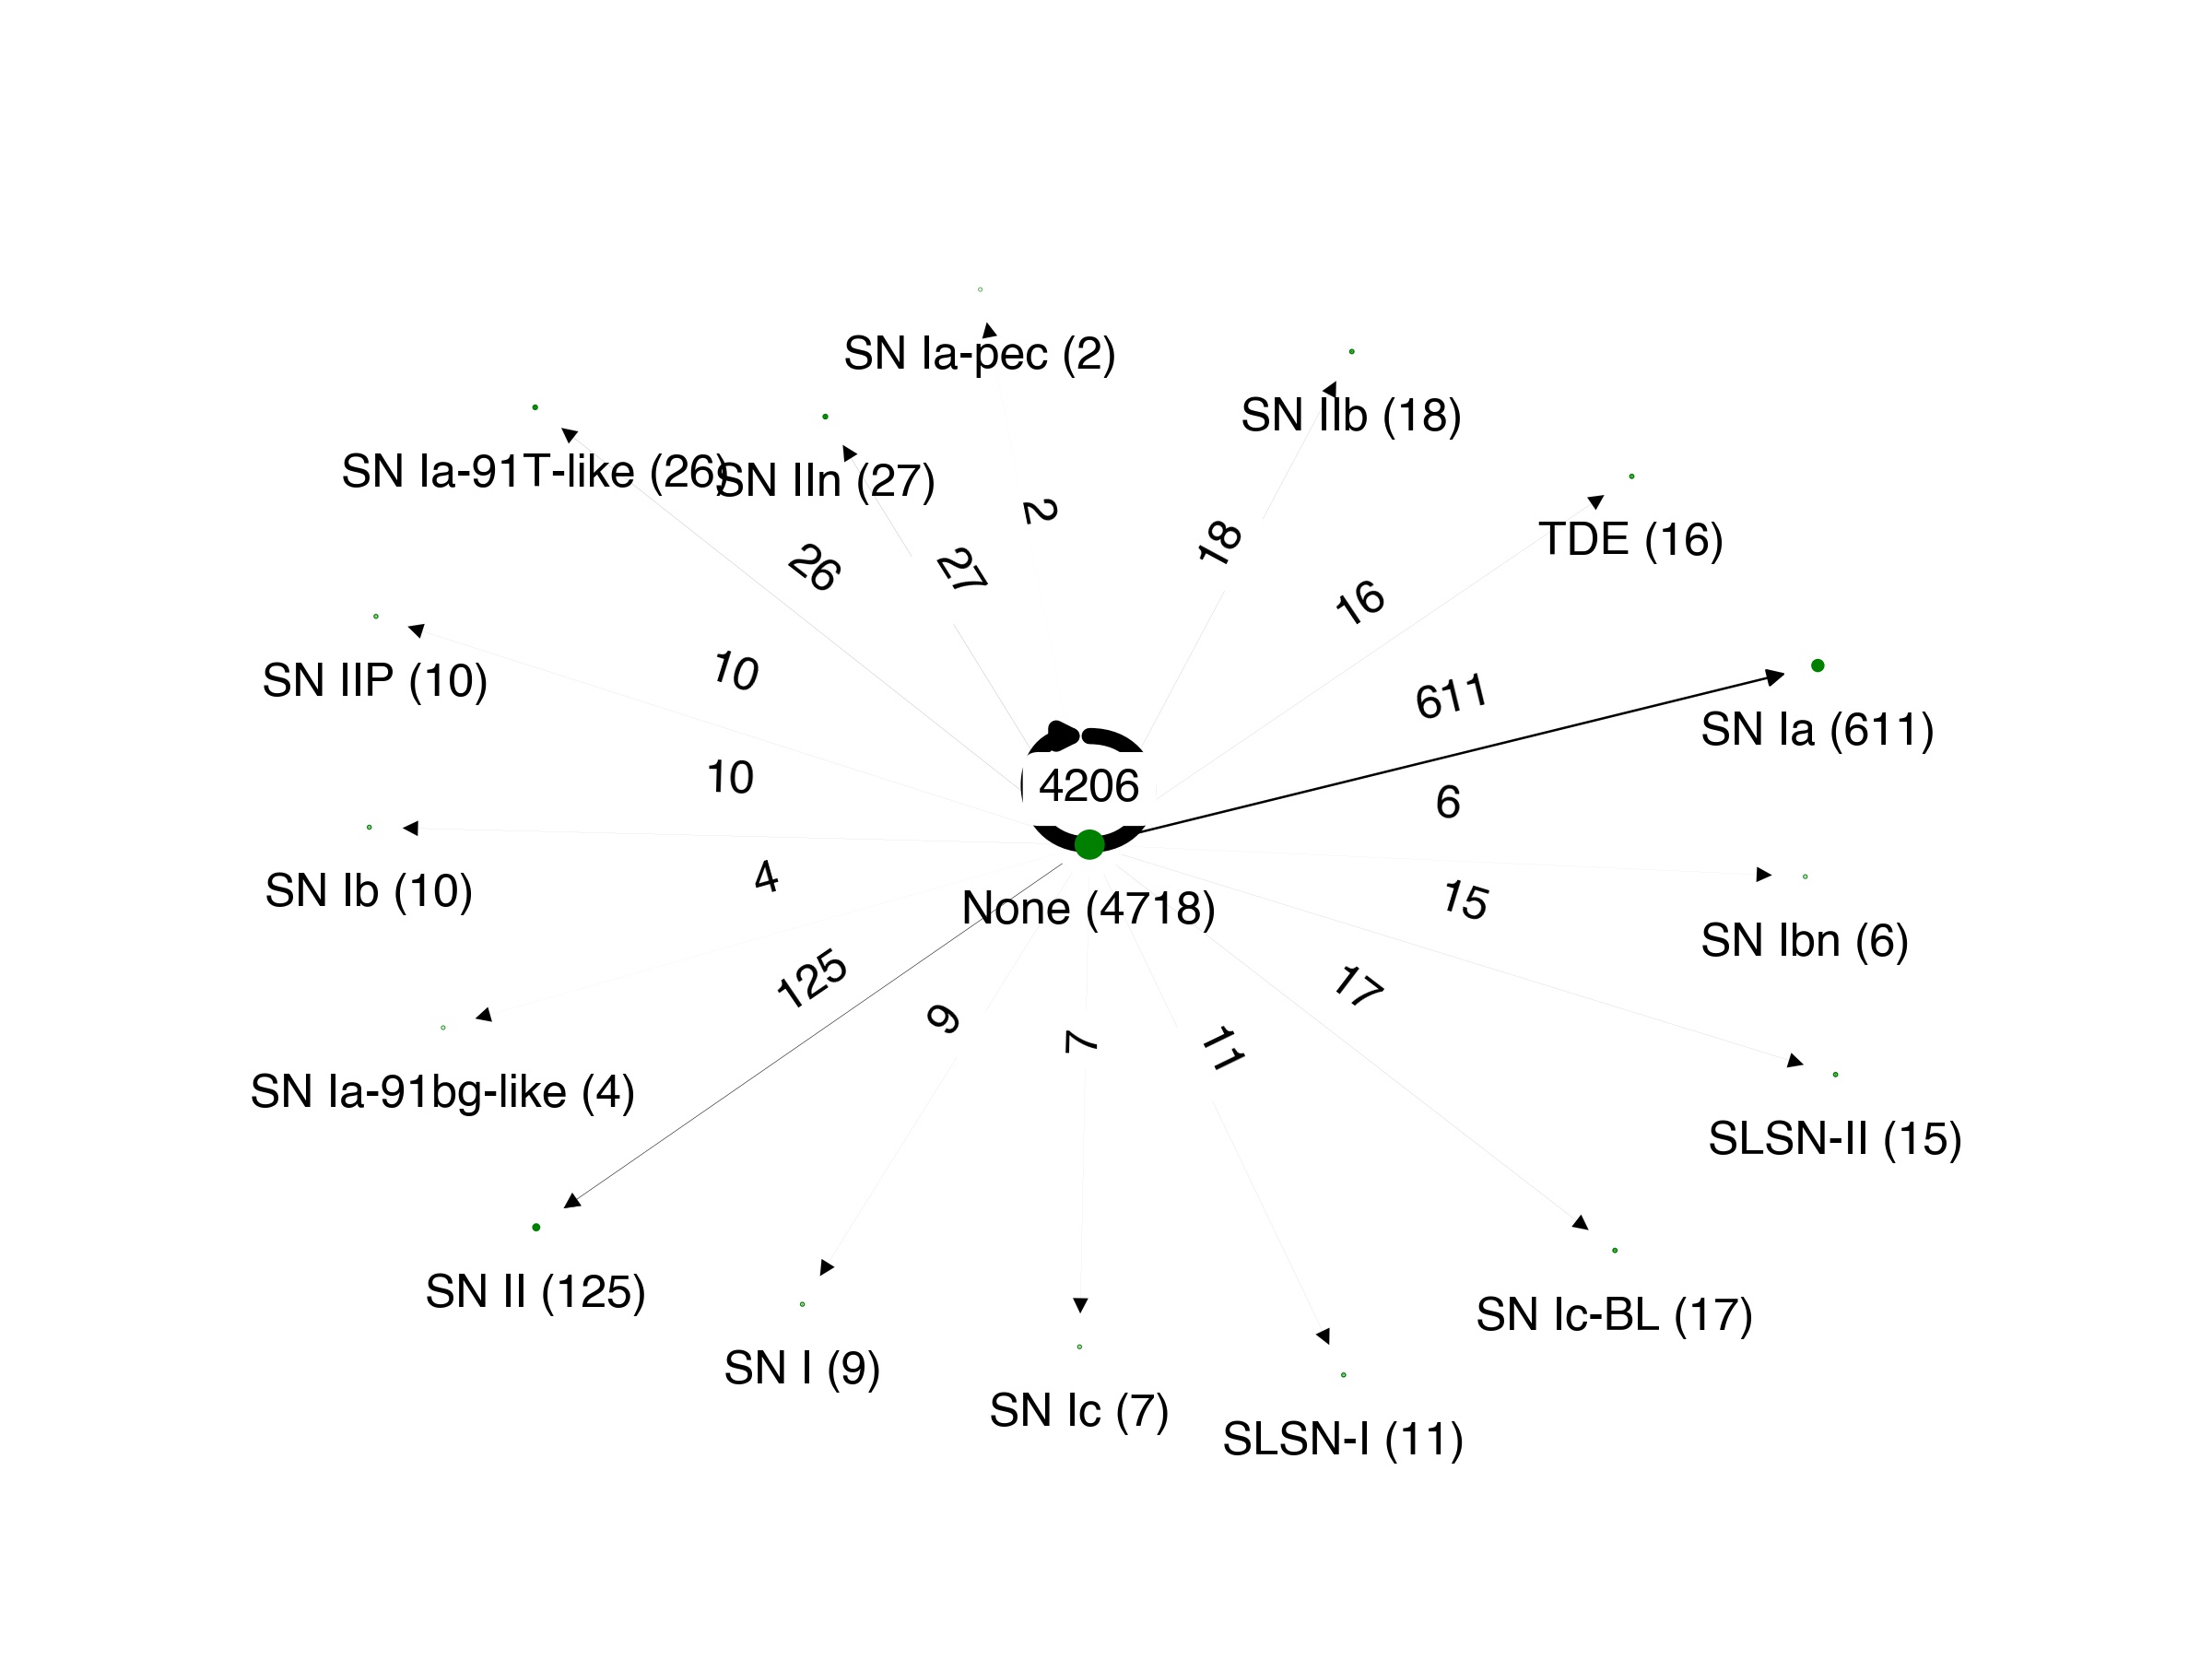 SN Ia-pec (2)
SN IIb (18)
SN Ia-91T-like (26)
SN IIn (27)
2
18
TDE (16)
26
27
16
SN IIP (10)
10
611
SN Ia (611)
10
4206
6
SN Ib (10)
4
None (4718)
15
SN Ibn (6)
125
9
7
11
17
SN Ia-91bg-like (4)
SLSN-II (15)
SN II (125)
SN Ic-BL (17)
SN I (9)
SN Ic (7)
SLSN-I (11)